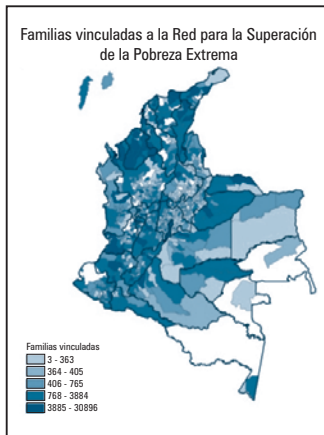 Familias vinculadas a la Red para la Superación
de la Pobreza Extrema
Familias vinculadas
3 - 363
364 - 405
406 - 765
768 - 3884
3885 - 30896